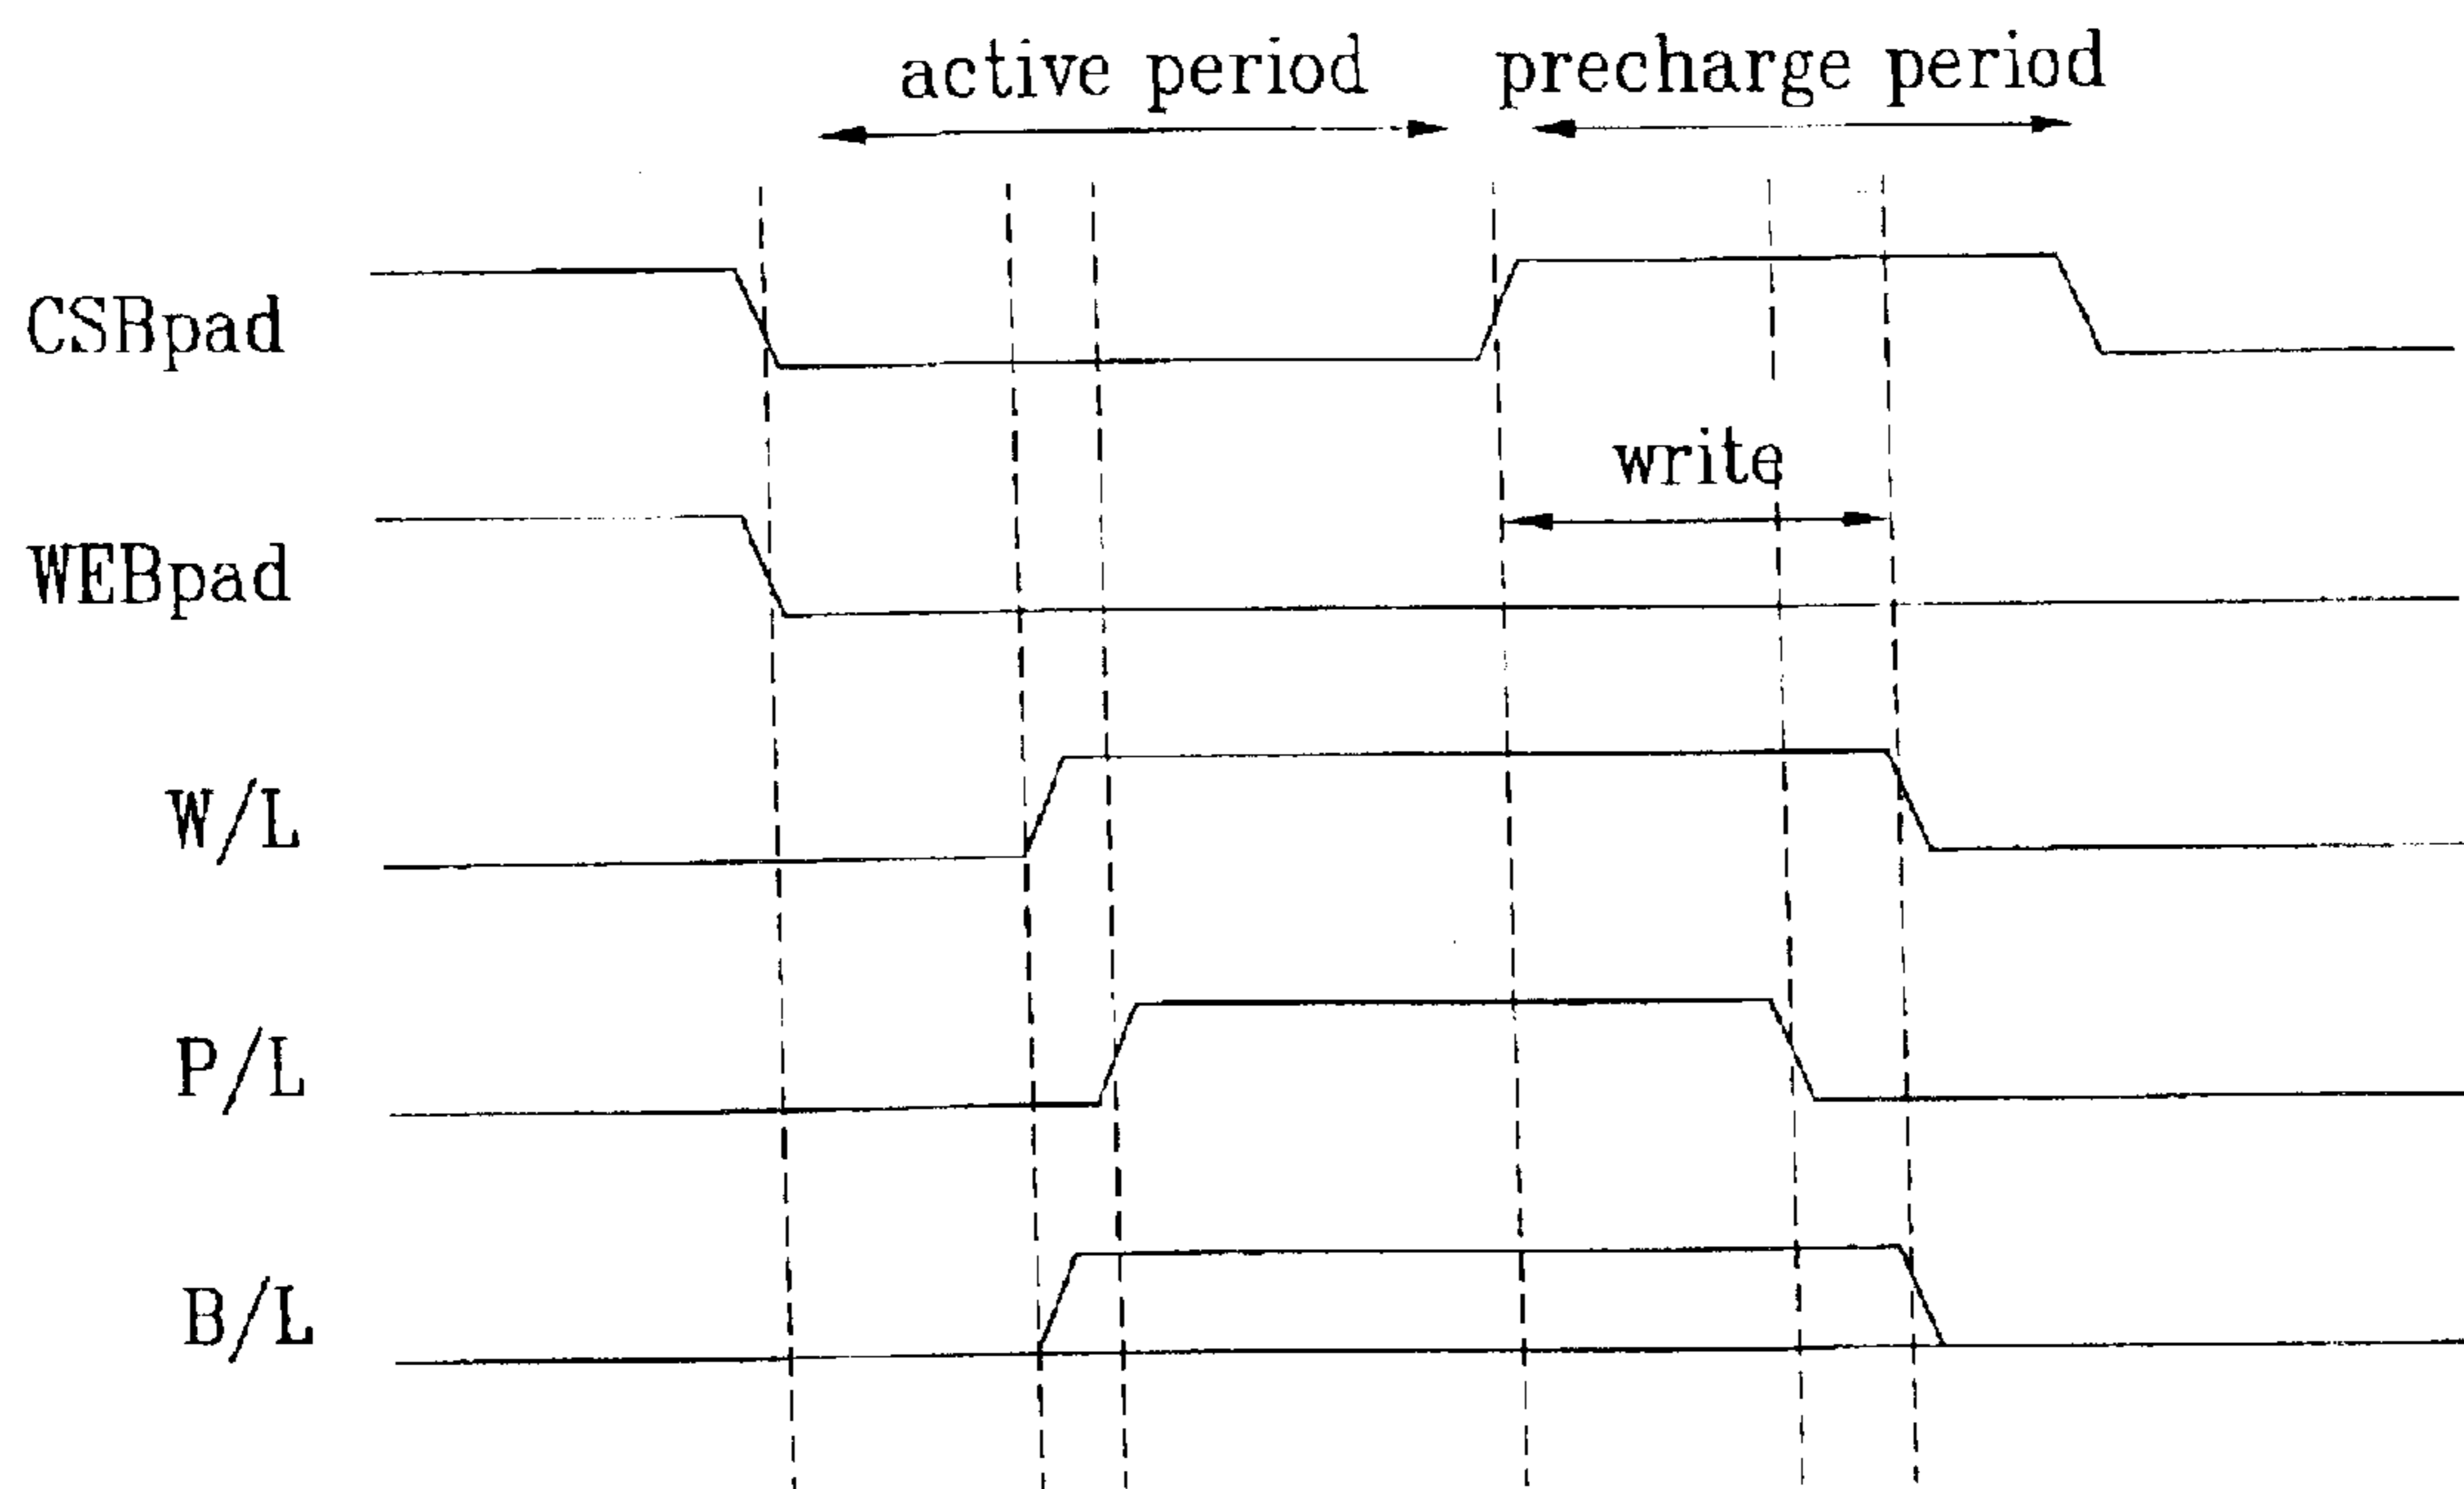 active period
precharge period
CSBpad
write
WEBpad
W/L
P/L
B/L